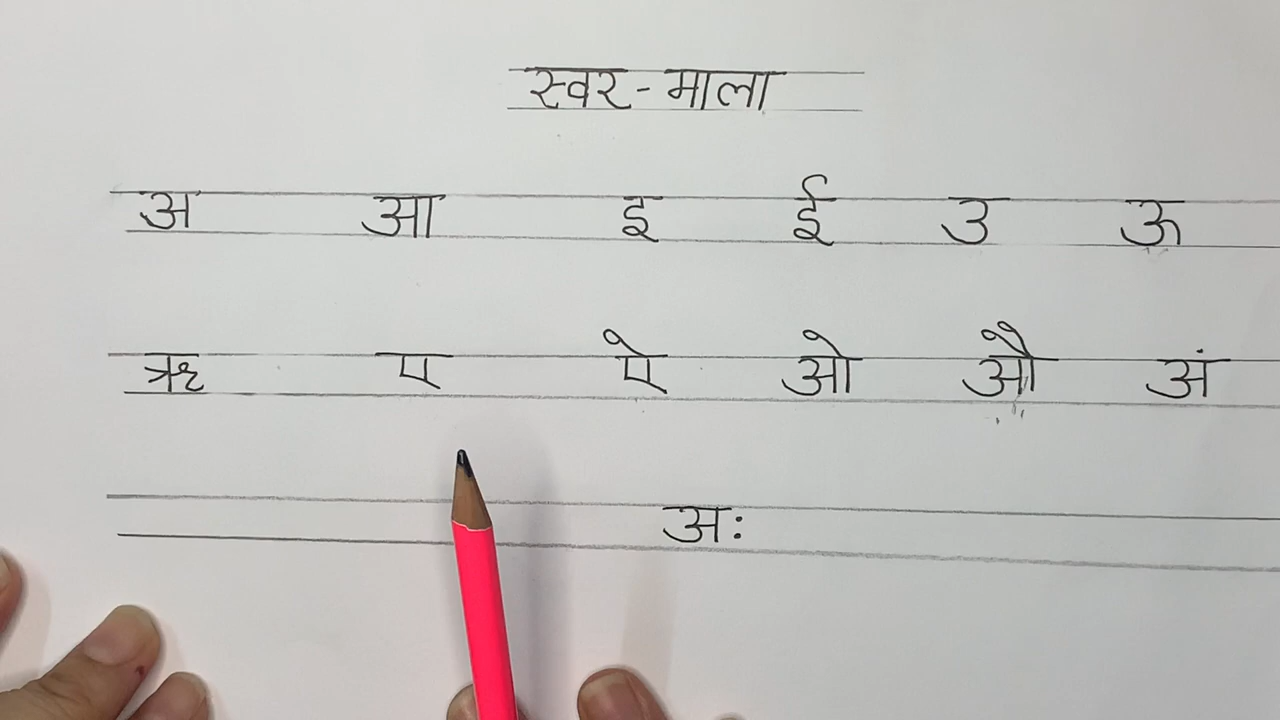 स्वर-माला
अ आ इ ई उ ऊ
ऋ ए ऐ ओ औ अं
अः